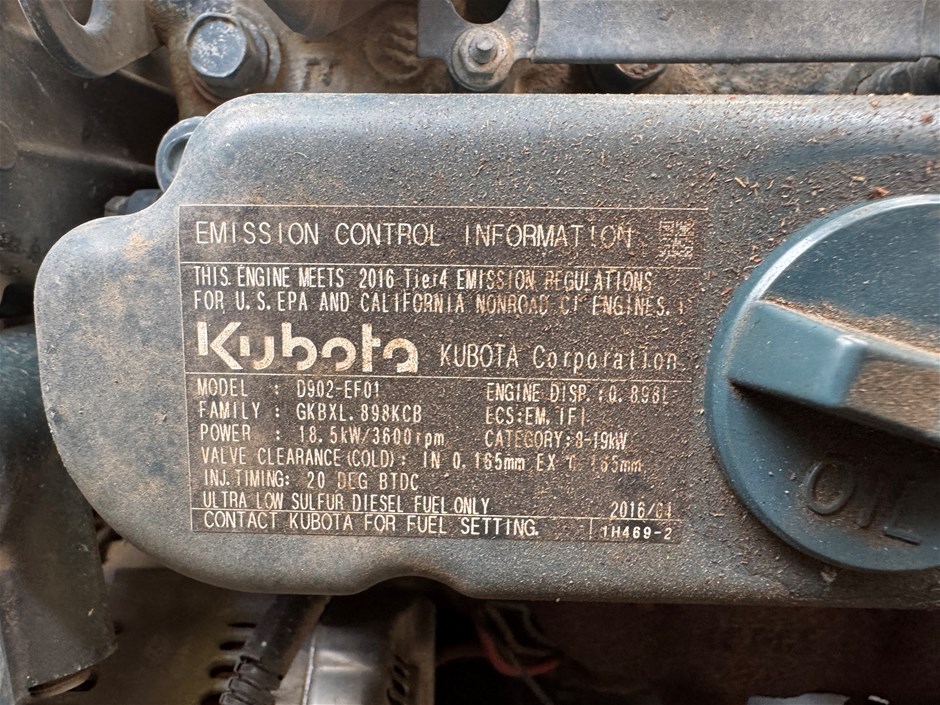 EMISSION CONTROL INFORMATION
THIS ENGINE MEETS 2016 Tier4 EMISSION REGULATIONS
FOR U.S.EPA AND CALIFORNIA NONROAD CI ENGINES.
Kubota KUBOTA Corporation
MODEL : D902-EF01 ENGINE DISP.:0.898L
FAMILY : GKBXL.898KCB ECS:EM,IFI
POWER : 18.5kW/3600rpm CATEGORY:8-19kW
VALVE CLEARANCE(COLD): IN 0.165mm EX 0.165mm
INJ.TIMING: 20 DEG BTDC
ULTRA LOW SULFUR DIESEL FUEL ONLY 2016/01
CONTACT KUBOTA FOR FUEL SETTING. 1H469-2
OIL